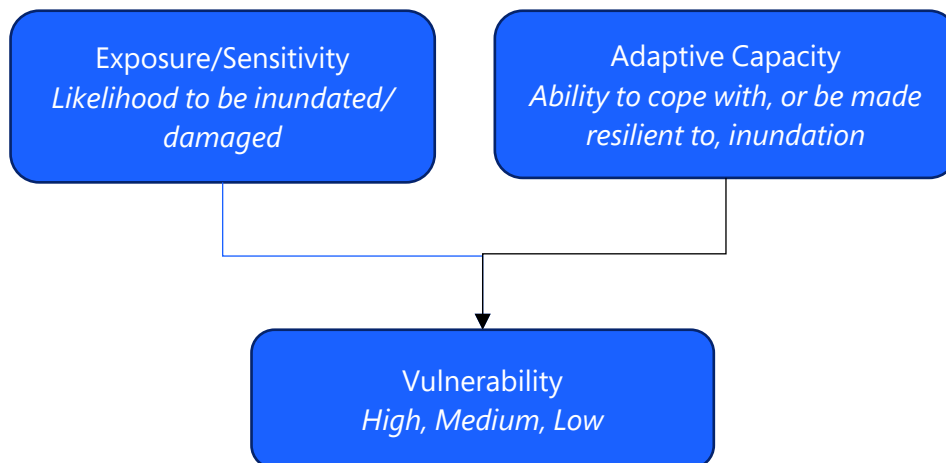 Exposure/Sensitivity
Likelihood to be inundated/
damaged
Adaptive Capacity
Ability to cope with, or be made
resilient to, inundation
Vulnerability
High, Medium, Low